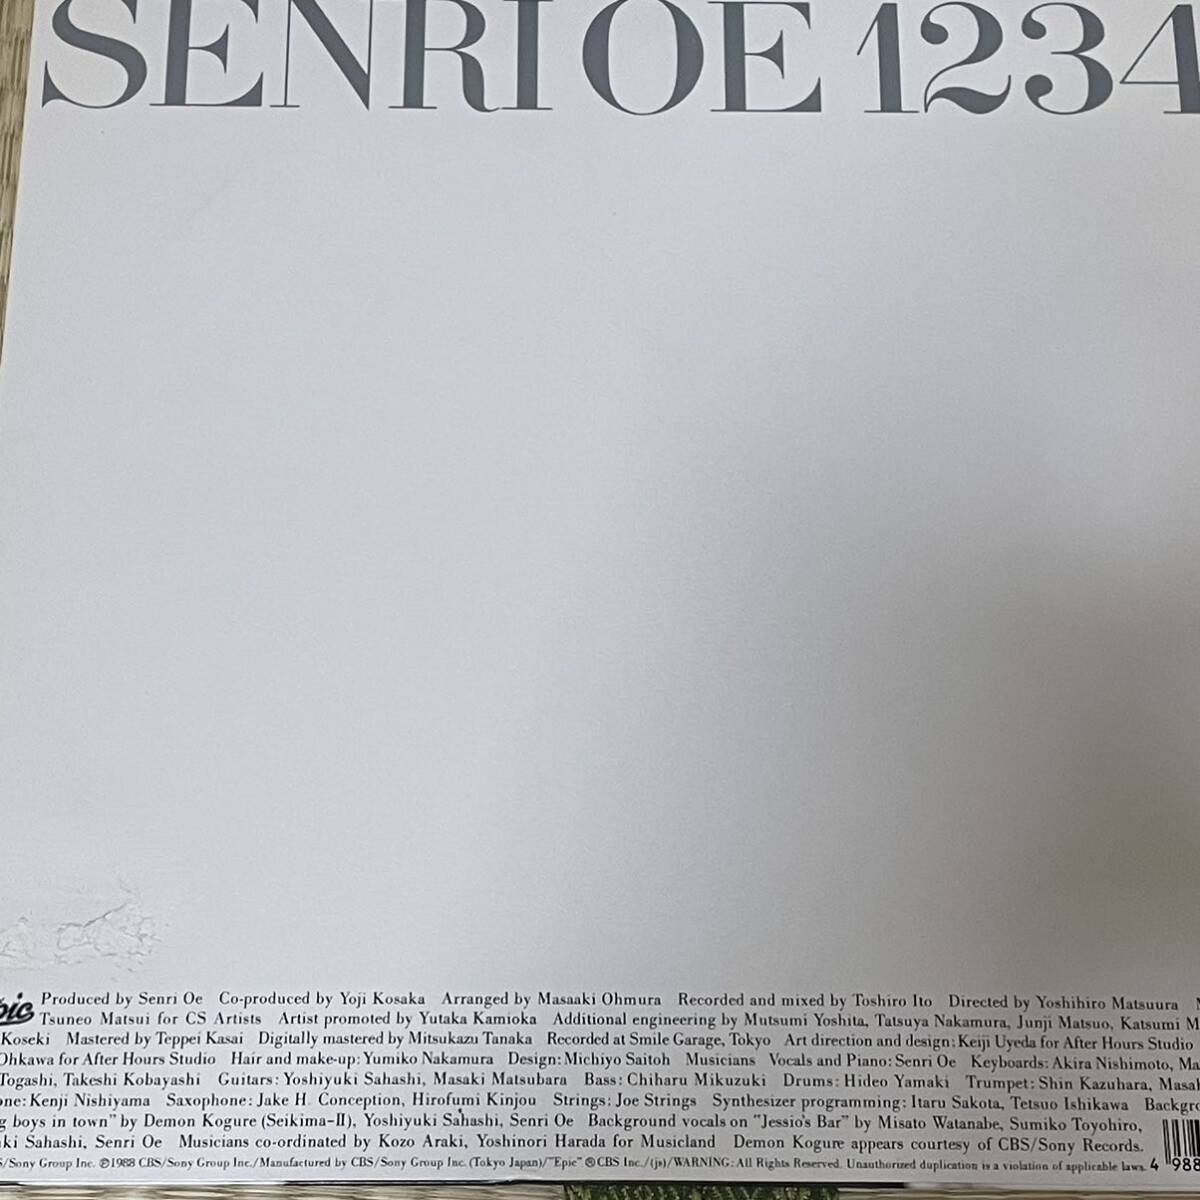 SENRI OE 1234
Epic Produced by Senri Oe Co-produced by Yoji Kosaka Arranged by Masaaki Ohmura Recorded and mixed by Toshiro Ito Directed by Yoshihiro Matsuura
Tsuneo Matsui for CS Artists Artist promoted by Yutaka Kamioka Additional engineering by Mutsumi Yoshita, Tatsuya Nakamura, Junji Matsuo, Katsumi
Koseki Mastered by Teppei Kasai Digitally mastered by Mitsukazu Tanaka Recorded at Smile Garage, Tokyo Art direction and design: Keiji Uyeda for After Hours Studio
Ohkawa for After Hours Studio Hair and make-up: Yumiko Nakamura Design: Michiyo Saitoh Musicians Vocals and Piano: Senri Oe Keyboards: Akira Nishimoto,
Togashi, Takeshi Kobayashi Guitars: Yoshiyuki Sahashi, Masaki Matsubara Bass: Chiharu Mikuzuki Drums: Hideo Yamaki Trumpet: Shin Kazuhara,
Kenji Nishiyama Saxophone: Jake H. Conception, Hirofumi Kinjou Strings: Joe Strings Synthesizer programming: Itaru Sakota, Tetsuo Ishikawa
boys in town" by Demon Kogure (Seikima-II), Yoshiyuki Sahashi, Senri Oe Background vocals on "Jessio's Bar" by Misato Watanabe, Sumiko Toyohiro,
Sahashi, Senri Oe Musicians co-ordinated by Kozo Araki, Yoshinori Harada for Musicland Demon Kogure appears courtesy of CBS/Sony Records.
/Sony Group Inc. ℗1988 CBS/Sony Group Inc./Manufactured by CBS/Sony Group Inc. (Tokyo Japan)/"Epic" ® CBS Inc./(js)/WARNING: All Rights Reserved. Unauthorized duplication is a violation of applicable laws. 4 988